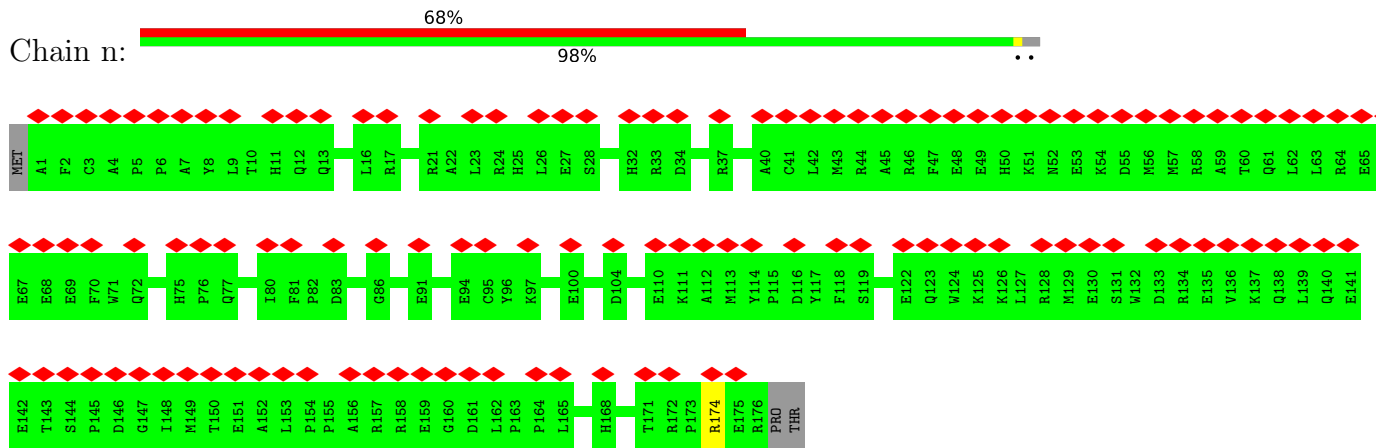 68%
Chain n:
98%
• •
MET A1 F2 C3 A4 P5 P6 A7 Y8 L9 T10 H11 Q12 Q13 L16 R17 R21 A22 L23 R24 H25 L26 E27 S28 H32 R33 D34 R37 A40 C41 L42 M43 R44 A45 R46 F47 E48 E49 H50 K51 N52 E53 K54 D55 M56 M57 R58 A59 T60 Q61 L62 L63 R64 E65
E67 E68 E69 F70 W71 Q72 H75 P76 Q77 I80 F81 P82 D83 G86 E91 E94 C95 Y96 K97 E100 D104 E110 K111 A112 M113 Y114 P115 D116 Y117 F118 S119 E122 Q123 W124 K125 K126 L127 R128 M129 E130 S131 W132 D133 R134 E135 V136 K137 Q138 L139 Q140 E141
E142 T143 S144 P145 D146 G147 I148 M149 T150 E151 A152 L153 P154 P155 A156 R157 R158 E159 G160 D161 L162 P163 P164 L165 H168 T171 R172 P173 R174 E175 R176 PRO THR